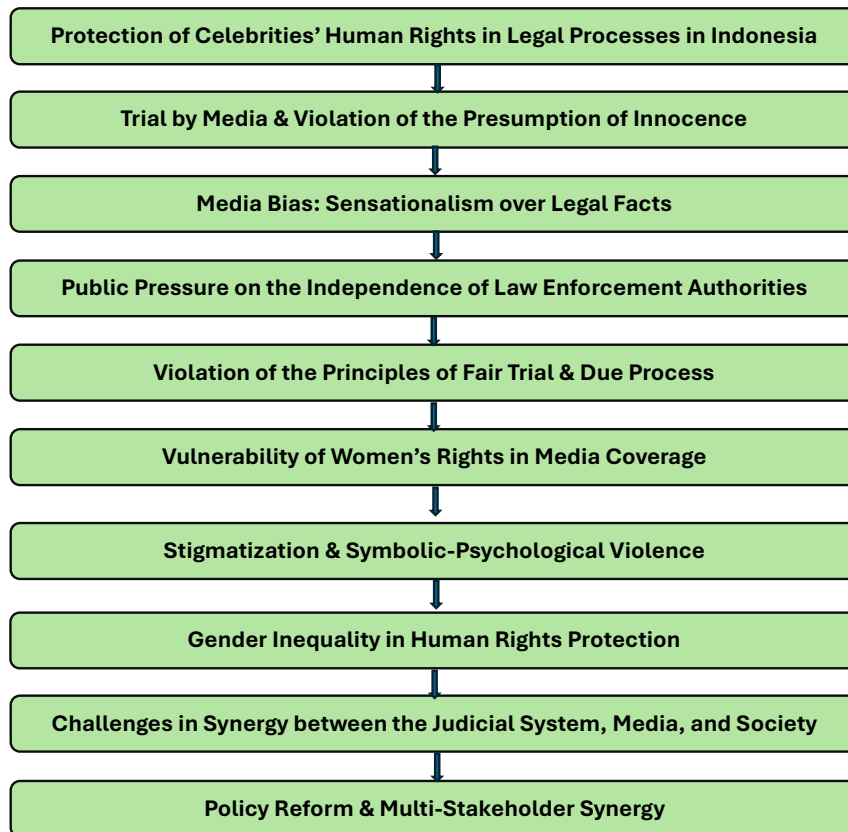 Protection of Celebrities’ Human Rights in Legal Processes in Indonesia
Trial by Media & Violation of the Presumption of Innocence
Media Bias: Sensationalism over Legal Facts
Public Pressure on the Independence of Law Enforcement Authorities
Violation of the Principles of Fair Trial & Due Process
Vulnerability of Women’s Rights in Media Coverage
Stigmatization & Symbolic-Psychological Violence
Gender Inequality in Human Rights Protection
Challenges in Synergy between the Judicial System, Media, and Society
Policy Reform & Multi-Stakeholder Synergy